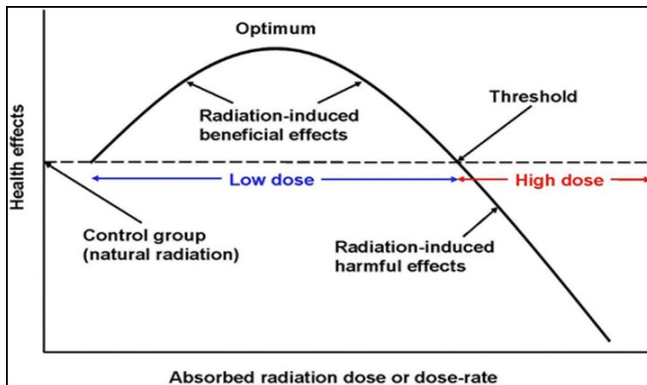 Optimum
Radiation-induced
beneficial effects
Threshold
Health effects
Low dose
High dose
Control group
(natural radiation)
Radiation-induced
harmful effects
Absorbed radiation dose or dose-rate